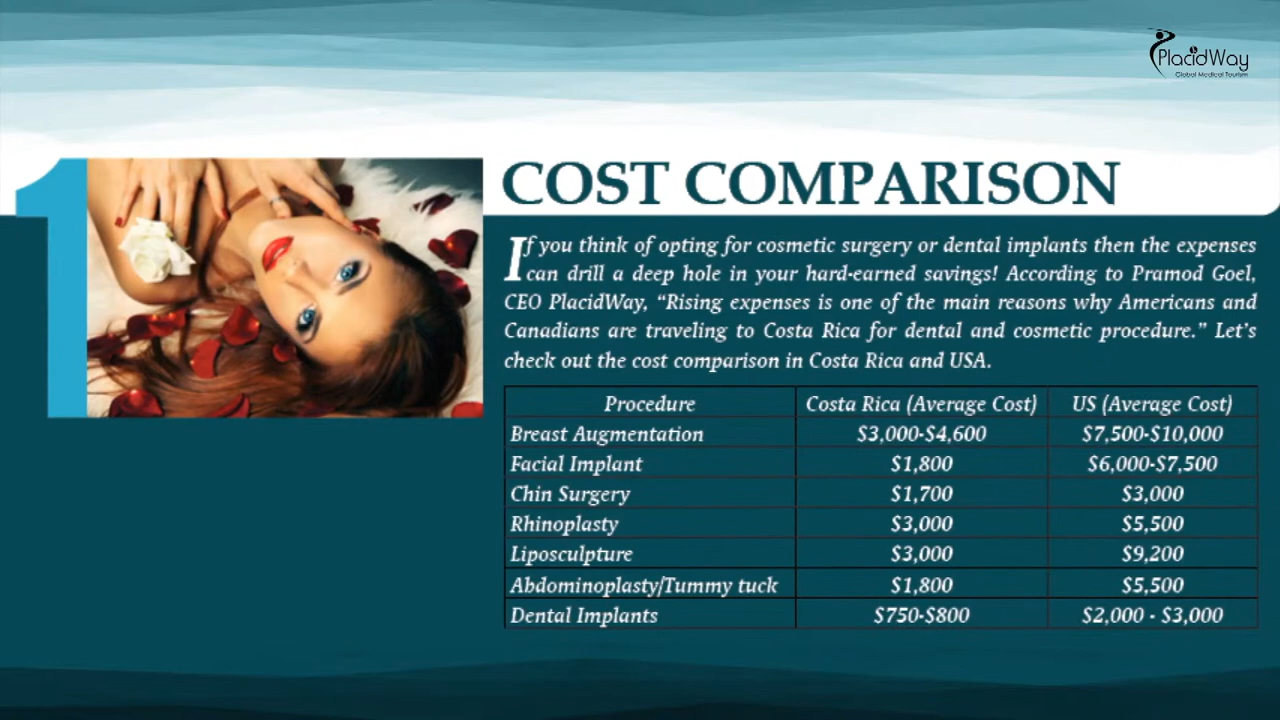 PlacidWay
Global Medical Tourism
1
COST COMPARISON
If you think of opting for cosmetic surgery or dental implants then the expenses
can drill a deep hole in your hard-earned savings! According to Pramod Goel,
CEO PlacidWay, “Rising expenses is one of the main reasons why Americans and
Canadians are traveling to Costa Rica for dental and cosmetic procedure.” Let’s
check out the cost comparison in Costa Rica and USA.
Procedure Costa Rica (Average Cost) US (Average Cost)
Breast Augmentation $3,000-$4,600 $7,500-$10,000
Facial Implant $1,800 $6,000-$7,500
Chin Surgery $1,700 $3,000
Rhinoplasty $3,000 $5,500
Liposculpture $3,000 $9,200
Abdominoplasty/Tummy tuck $1,800 $5,500
Dental Implants $750-$800 $2,000 - $3,000